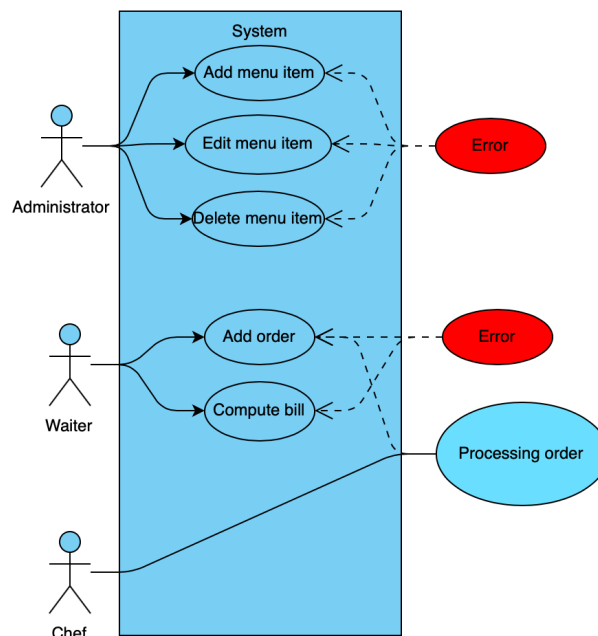 System
Add menu item
Edit menu item
Error
Administrator
Delete menu item
Add order
Error
Waiter
Compute bill
Processing order
Chef